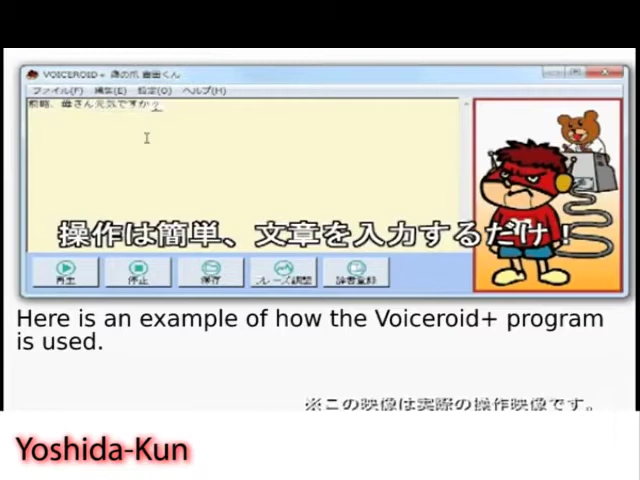 VOICEROID+ 鷹の爪 吉田くん
ファイル(F) 編集(E) 設定(O) ヘルプ(H)
前略、母さん元気ですか？
操作は簡単、文章を入力するだけ！
再生 停止 保存 フレーズ調整 辞書登録
Here is an example of how the Voiceroid+ program
is used.
※この映像は実際の操作映像です。
Yoshida-Kun